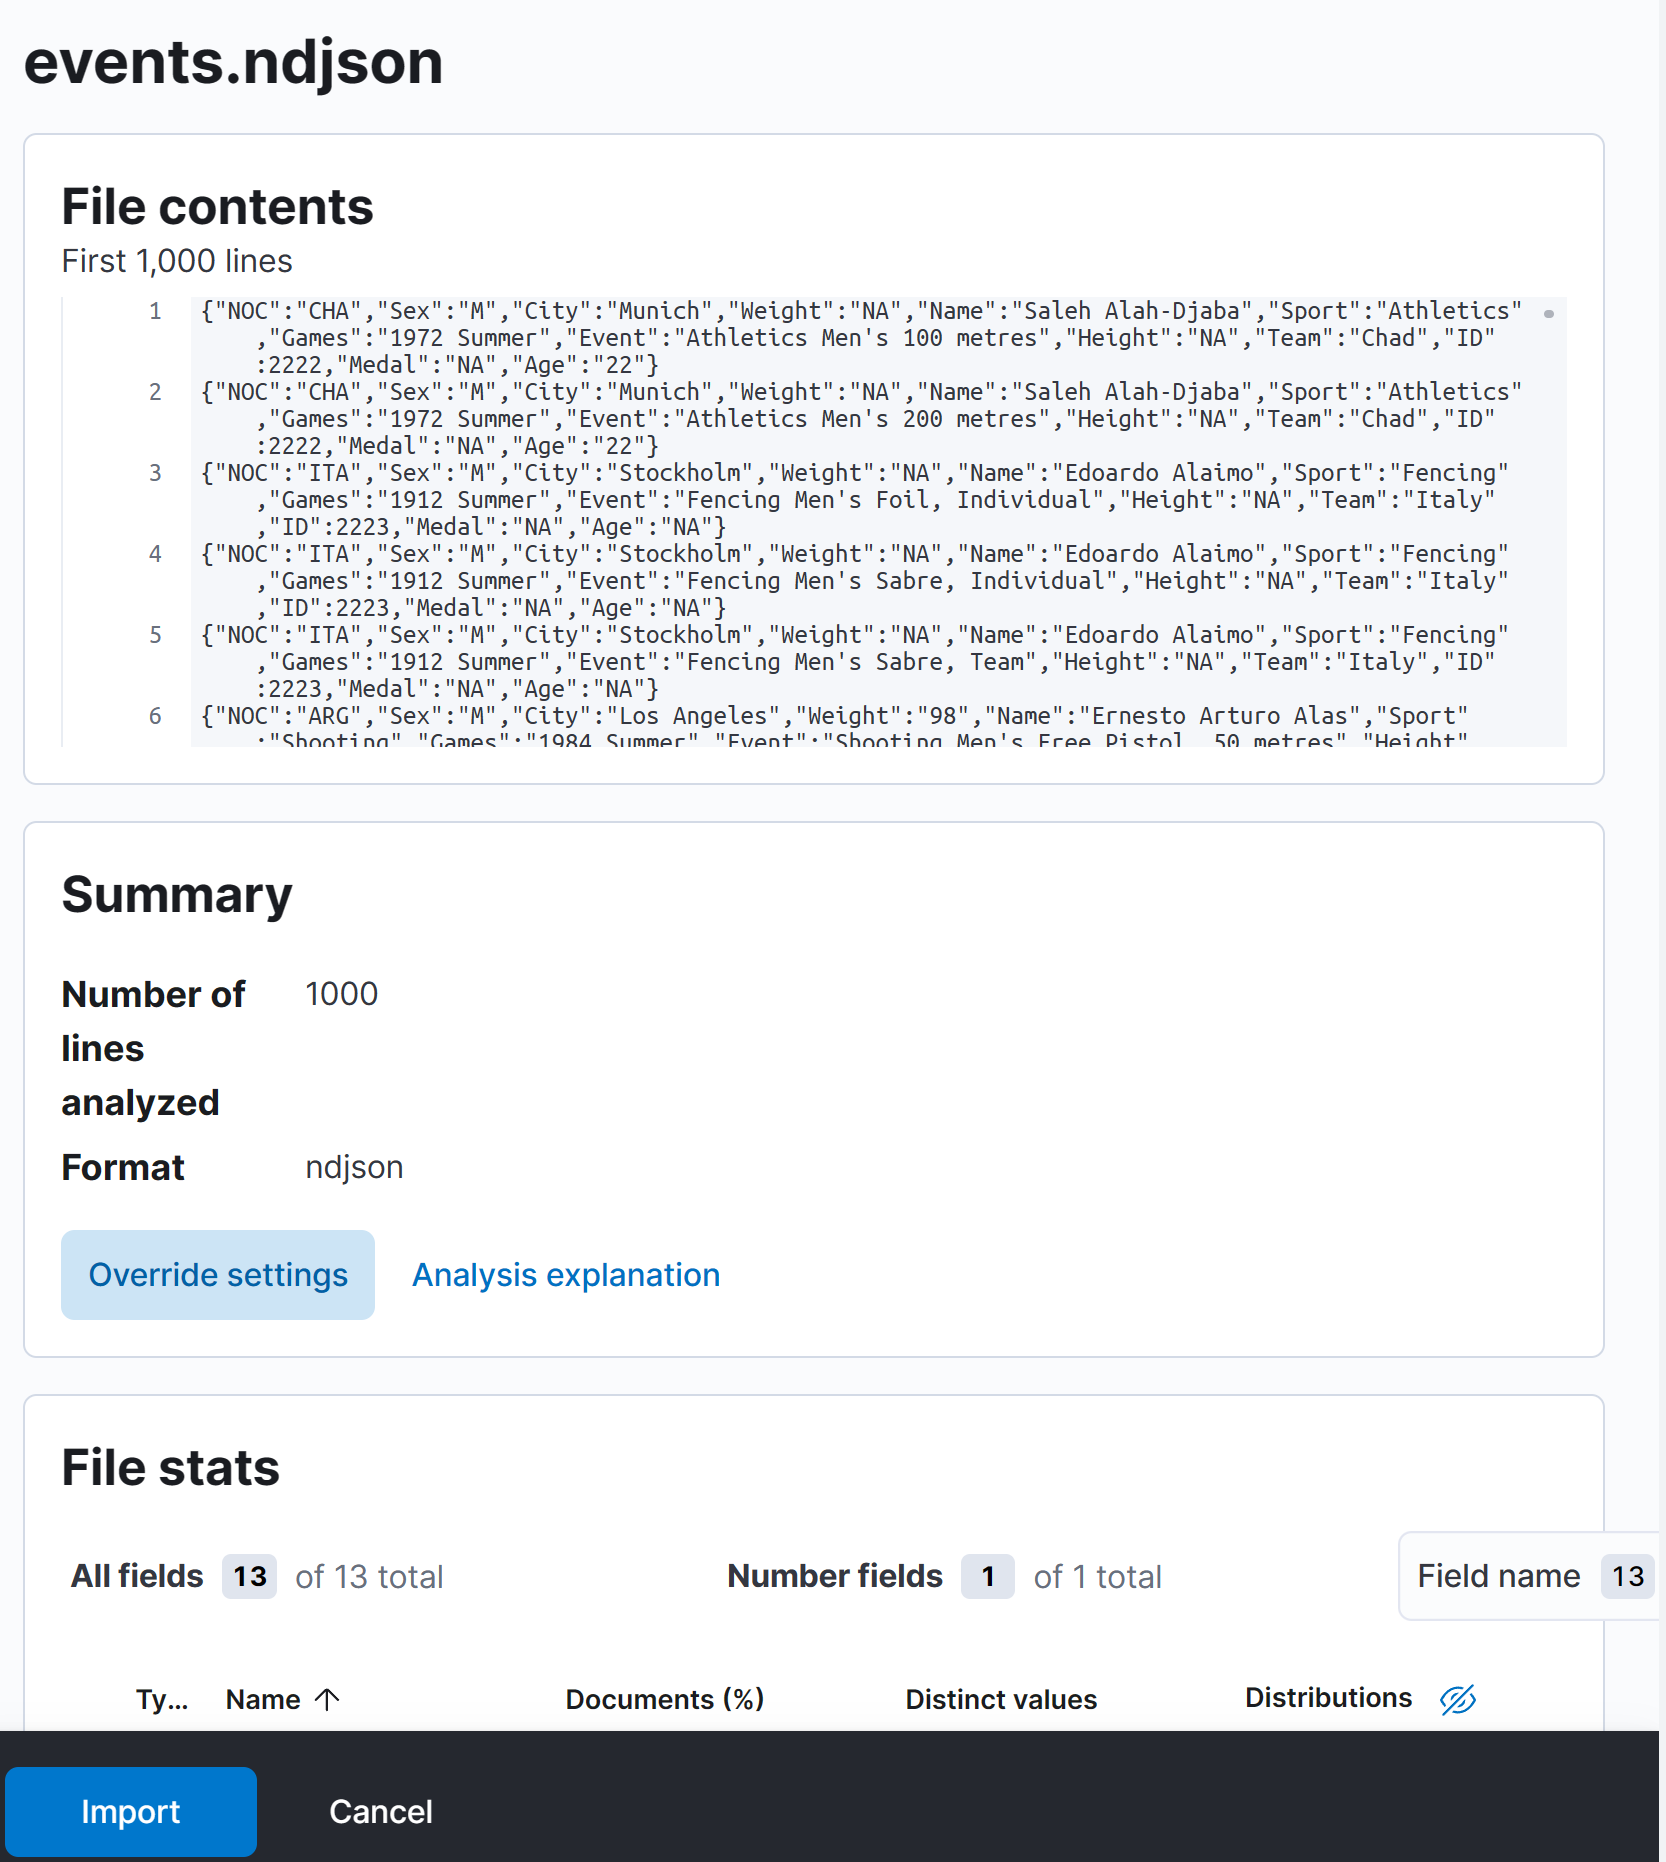 events.ndjson
File contents
First 1,000 lines
1 {"NOC":"CHA","Sex":"M","City":"Munich","Weight":"NA","Name":"Saleh Alah-Djaba","Sport":"Athletics"
,"Games":"1972 Summer","Event":"Athletics Men's 100 metres","Height":"NA","Team":"Chad","ID"
:2222,"Medal":"NA","Age":"22"}
2 {"NOC":"CHA","Sex":"M","City":"Munich","Weight":"NA","Name":"Saleh Alah-Djaba","Sport":"Athletics"
,"Games":"1972 Summer","Event":"Athletics Men's 200 metres","Height":"NA","Team":"Chad","ID"
:2222,"Medal":"NA","Age":"22"}
3 {"NOC":"ITA","Sex":"M","City":"Stockholm","Weight":"NA","Name":"Edoardo Alaimo","Sport":"Fencing"
,"Games":"1912 Summer","Event":"Fencing Men's Foil, Individual","Height":"NA","Team":"Italy"
,"ID":2223,"Medal":"NA","Age":"NA"}
4 {"NOC":"ITA","Sex":"M","City":"Stockholm","Weight":"NA","Name":"Edoardo Alaimo","Sport":"Fencing"
,"Games":"1912 Summer","Event":"Fencing Men's Sabre, Individual","Height":"NA","Team":"Italy"
,"ID":2223,"Medal":"NA","Age":"NA"}
5 {"NOC":"ITA","Sex":"M","City":"Stockholm","Weight":"NA","Name":"Edoardo Alaimo","Sport":"Fencing"
,"Games":"1912 Summer","Event":"Fencing Men's Sabre, Team","Height":"NA","Team":"Italy","ID"
:2223,"Medal":"NA","Age":"NA"}
6 {"NOC":"ARG","Sex":"M","City":"Los Angeles","Weight":"98","Name":"Ernesto Arturo Alas","Sport"
:"Shooting","Games":"1984 Summer","Event":"Shooting Men's Free Pistol, 50 metres","Height"
Summary
Number of lines analyzed 1000
Format ndjson
Override settings Analysis explanation
File stats
All fields 13 of 13 total Number fields 1 of 1 total Field name 13
Ty... Name Documents (%) Distinct values Distributions
Import Cancel